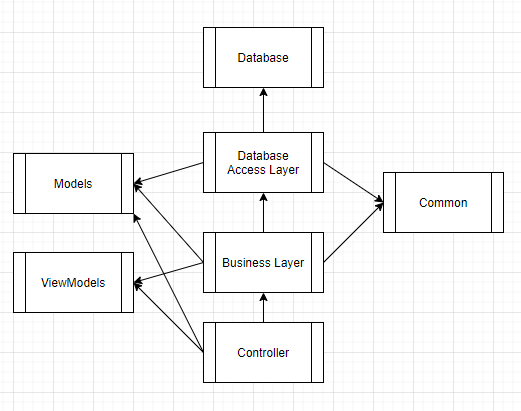 Database
Database
Access Layer
Models
Common
Business Layer
ViewModels
Controller